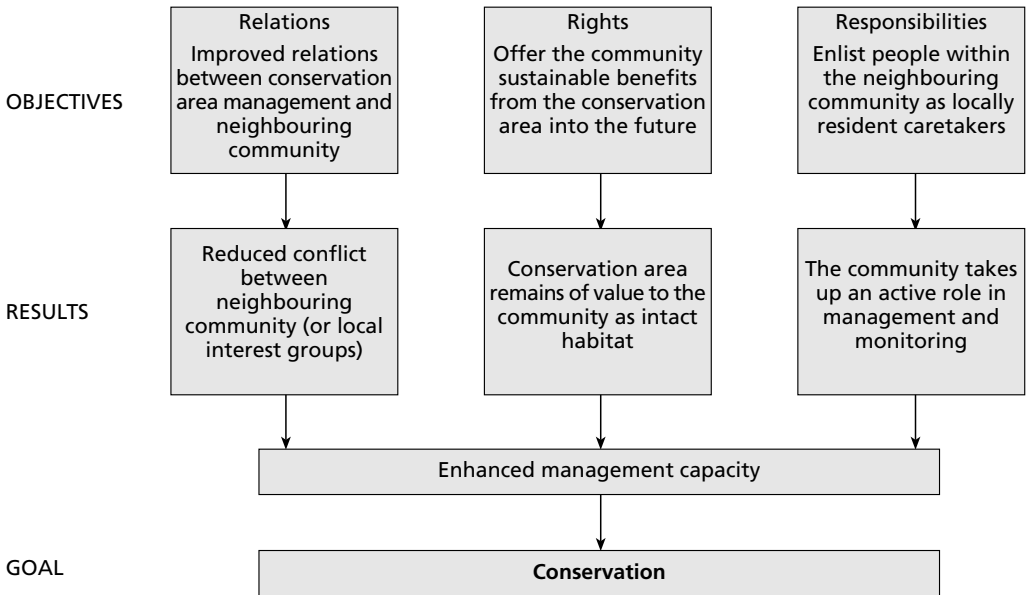 Relations
Improved relations
between conservation
area management and
neighbouring
community
Rights
Offer the community
sustainable benefits
from the conservation
area into the future
Responsibilities
Enlist people within
the neighbouring
community as locally
resident caretakers
OBJECTIVES
Reduced conflict
between
neighbouring
community (or local
interest groups)
Conservation area
remains of value to the
community as intact
habitat
The community takes
up an active role in
management and
monitoring
RESULTS
Enhanced management capacity
GOAL
Conservation